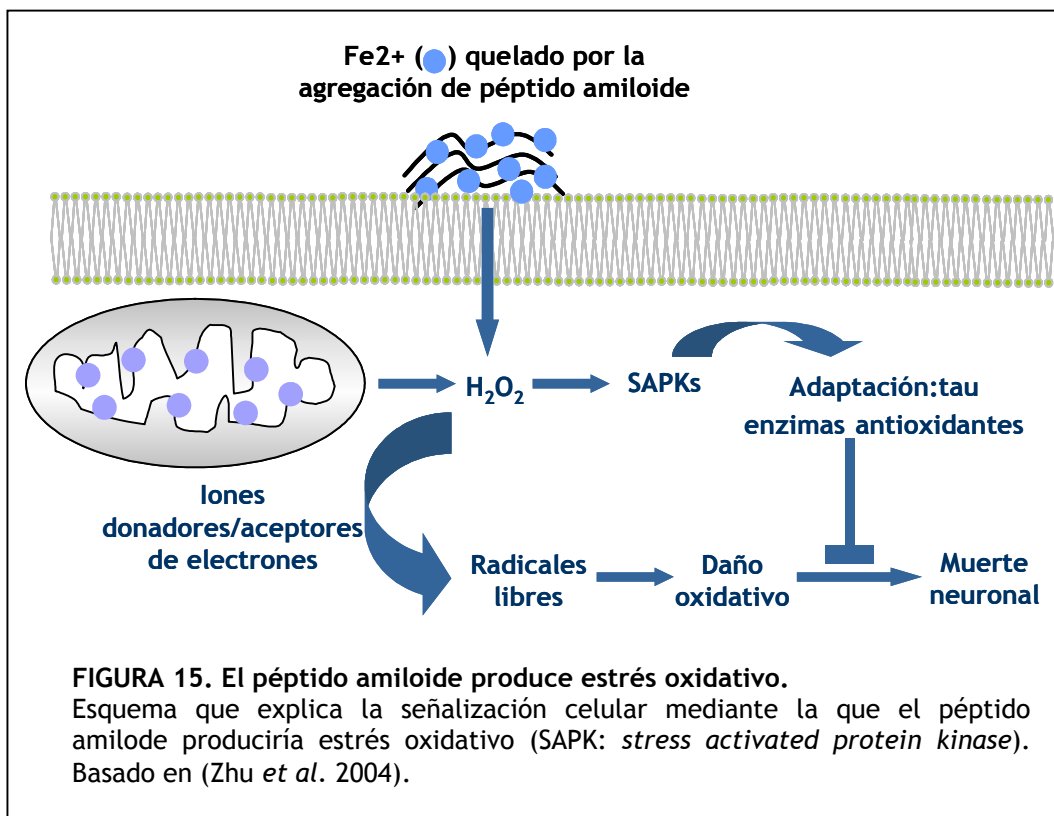 Fe2+ ( ) quelado por la
agregación de péptido amiloide
H2O2
SAPKs
Adaptación:tau
enzimas antioxidantes
Iones
donadores/aceptores
de electrones
Radicales
libres
Daño
oxidativo
Muerte
neuronal
FIGURA 15. El péptido amiloide produce estrés oxidativo.
Esquema que explica la señalización celular mediante la que el péptido
amilode produciría estrés oxidativo (SAPK: stress activated protein kinase).
Basado en (Zhu et al. 2004).